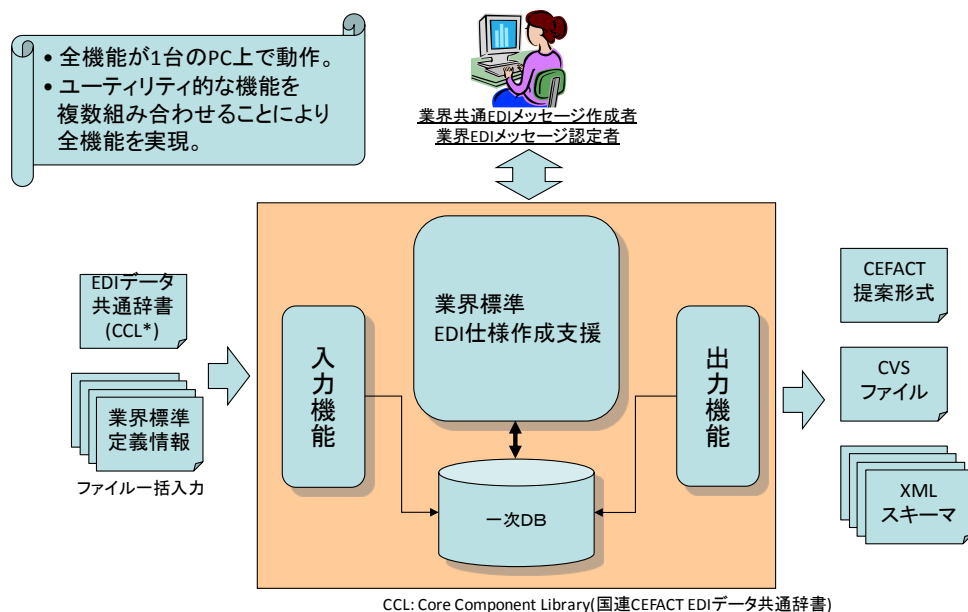 • 全機能が1台のPC上で動作。
• ユーティリティ的な機能を
複数組み合わせることにより
全機能を実現。
業界共通EDIメッセージ作成者
業界EDIメッセージ認定者
EDIデータ
共通辞書
(CCL*)
業界標準
定義情報
ファイル一括入力
入力機能
業界標準
EDI仕様作成支援
一次DB
出力機能
CEFACT
提案形式
CVS
ファイル
XML
スキーマ
CCL: Core Component Library(国連CEFACT EDIデータ共通辞書)